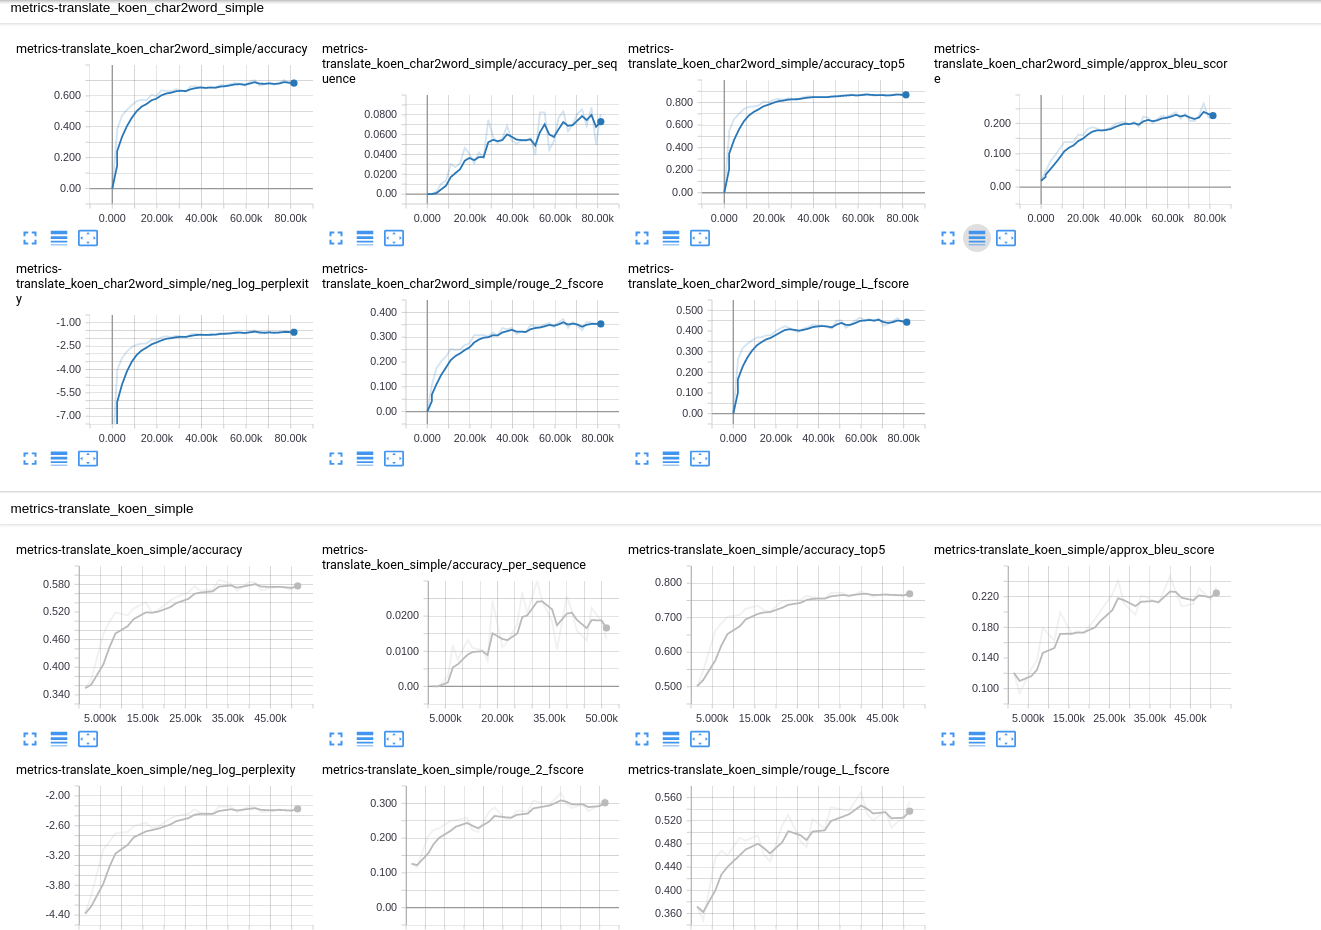 metrics-translate_koen_char2word_simple
metrics-translate_koen_char2word_simple/accuracy
0.600
0.400
0.200
0.00
0.000 20.00k 40.00k 60.00k 80.00k
metrics-
translate_koen_char2word_simple/accuracy_per_seq
uence
0.0800
0.0400
0.0200
0.00
0.000 20.00k 40.00k 60.00k 80.00k
metrics-
translate_koen_char2word_simple/accuracy_top5
0.800
0.600
0.400
0.200
0.00
0.000 20.00k 40.00k 60.00k 80.00k
metrics-
translate_koen_char2word_simple/approx_bleu_scor
e
0.200
0.100
0.00
0.000 20.00k 40.00k 60.00k 80.00k
metrics-
translate_koen_char2word_simple/neg_log_perplexit
y
-1.00
-2.50
-4.00
-5.50
-7.00
0.000 20.00k 40.00k 60.00k 80.00k
metrics-
translate_koen_char2word_simple/rouge_2_fscore
0.400
0.300
0.200
0.100
0.00
0.000 20.00k 40.00k 60.00k 80.00k
metrics-
translate_koen_char2word_simple/rouge_L_fscore
0.500
0.400
0.300
0.200
0.100
0.00
0.000 20.00k 40.00k 60.00k 80.00k
metrics-translate_koen_simple
metrics-translate_koen_simple/accuracy
0.580
0.520
0.460
0.400
0.340
5.000k 15.00k 25.00k 35.00k 45.00k
metrics-
translate_koen_simple/accuracy_per_sequence
0.0200
0.0100
0.00
5.000k 20.00k 35.00k 50.00k
metrics-translate_koen_simple/accuracy_top5
0.800
0.700
0.600
0.500
5.000k 15.00k 25.00k 35.00k 45.00k
metrics-translate_koen_simple/approx_bleu_score
0.220
0.180
0.140
0.100
5.000k 15.00k 25.00k 35.00k 45.00k
metrics-translate_koen_simple/neg_log_perplexity
-2.00
-2.60
-3.20
-3.80
-4.40
metrics-translate_koen_simple/rouge_2_fscore
0.300
0.200
0.100
0.00
metrics-translate_koen_simple/rouge_L_fscore
0.560
0.520
0.480
0.440
0.400
0.360